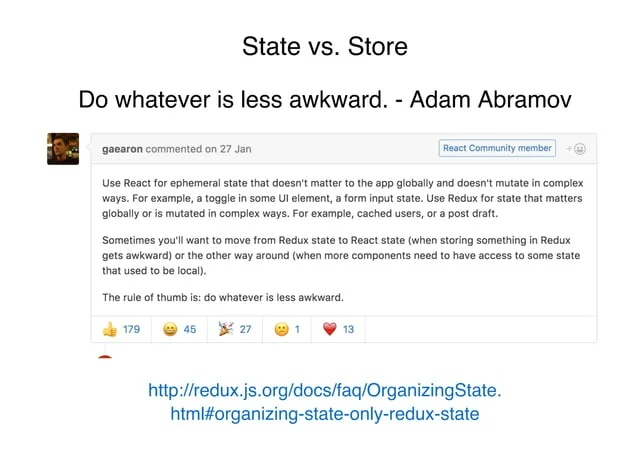 State vs. Store
Do whatever is less awkward. - Adam Abramov
gaearon commented on 27 Jan
React Community member
Use React for ephemeral state that doesn't matter to the app globally and doesn't mutate in complex
ways. For example, a toggle in some UI element, a form input state. Use Redux for state that matters
globally or is mutated in complex ways. For example, cached users, or a post draft.
Sometimes you'll want to move from Redux state to React state (when storing something in Redux
gets awkward) or the other way around (when more components need to have access to some state
that used to be local).
The rule of thumb is: do whatever is less awkward.
179 45 27 1 13
http://redux.js.org/docs/faq/OrganizingState.
html#organizing-state-only-redux-state